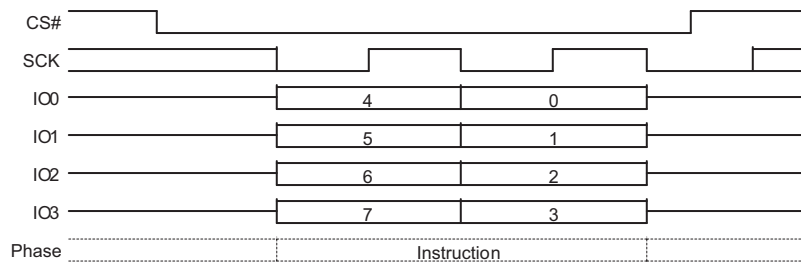 CS#
SCK
IO0 4 0
IO1 5 1
IO2 6 2
IO3 7 3
Phase Instruction